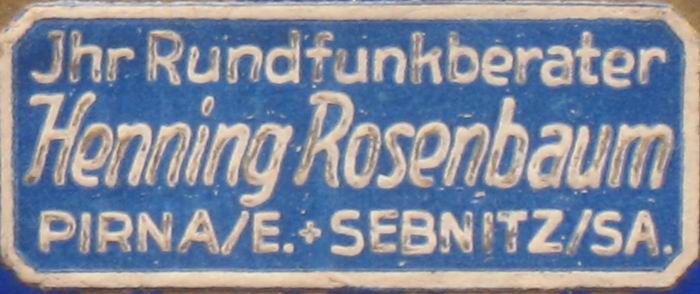 Jhr Rundfunkberater
Henning Rosenbaum
PIRNA/E.+SEBNITZ/SA.